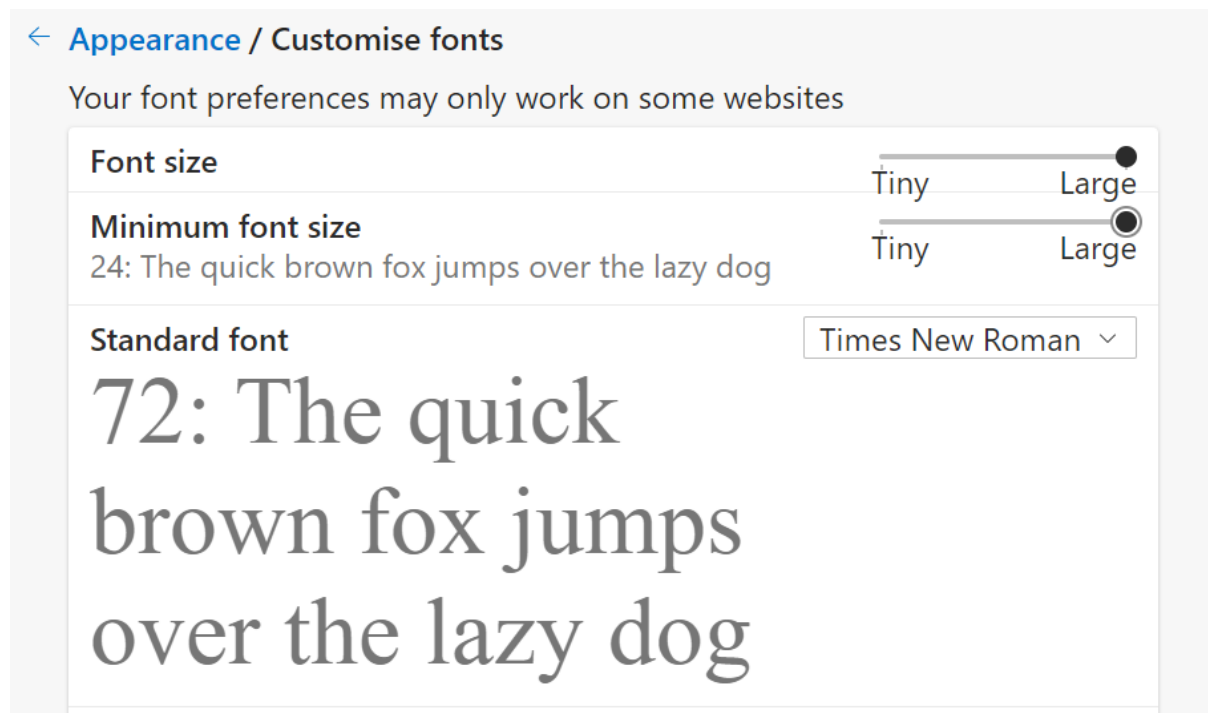 ← Appearance / Customise fonts
Your font preferences may only work on some websites
Font size
Tiny Large
Minimum font size
24: The quick brown fox jumps over the lazy dog
Tiny Large
Standard font
Times New Roman
72: The quick
brown fox jumps
over the lazy dog